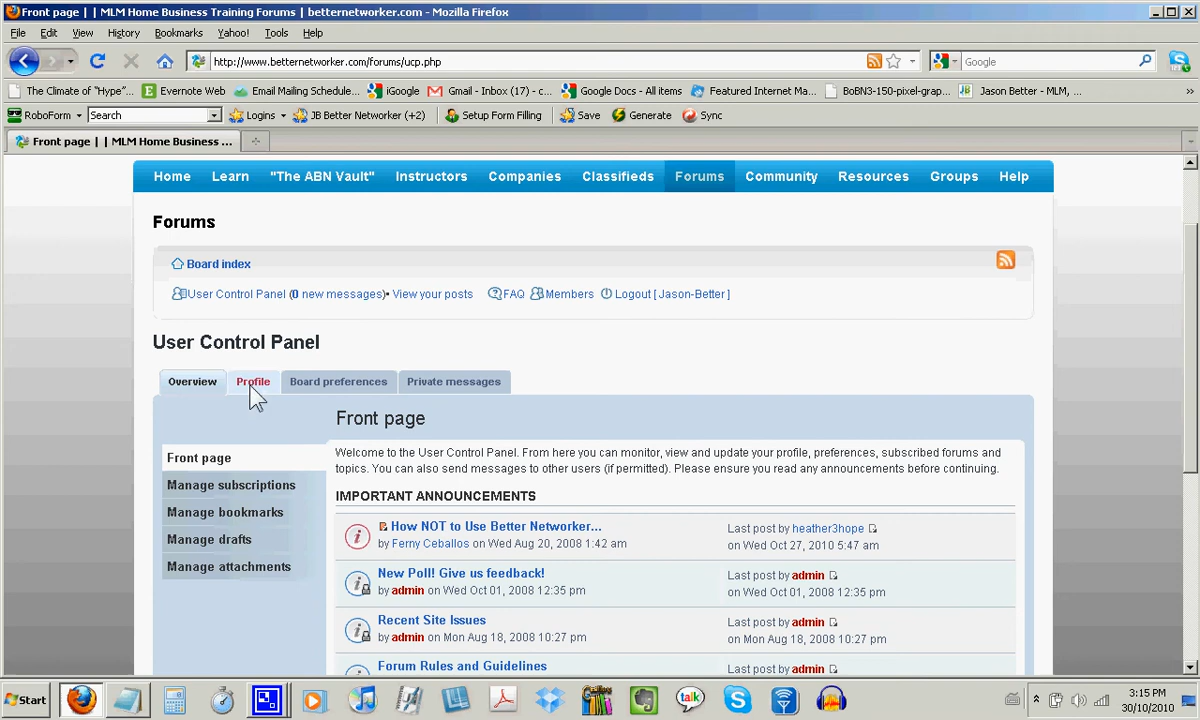 Front page | | MLM Home Business Training Forums | betternetworker.com - Mozilla Firefox
File Edit View History Bookmarks Yahoo! Tools Help
http://www.betternetworker.com/forums/ucp.php
Google
The Climate of "Hype"... Evernote Web Email Mailing Schedule... iGoogle Gmail - Inbox (17) - c... Google Docs - All items Featured Internet Ma... BoBN3-150-pixel-grap... JB Jason Better - MLM, ... »
RoboForm Search Logins JB Better Networker (+2) Setup Form Filling Save Generate Sync
Front page | | MLM Home Business ...
Home Learn "The ABN Vault" Instructors Companies Classifieds Forums Community Resources Groups Help
Forums
Board index
User Control Panel (0 new messages)• View your posts FAQ Members Logout [ Jason-Better ]
User Control Panel
Overview Profile Board preferences Private messages
Front page
Front page
Manage subscriptions
Manage bookmarks
Manage drafts
Manage attachments
Welcome to the User Control Panel. From here you can monitor, view and update your profile, preferences, subscribed forums and
topics. You can also send messages to other users (if permitted). Please ensure you read any announcements before continuing.
IMPORTANT ANNOUNCEMENTS
How NOT to Use Better Networker... Last post by heather3hope
by Ferny Ceballos on Wed Aug 20, 2008 1:42 am on Wed Oct 27, 2010 5:47 am
New Poll! Give us feedback! Last post by admin
by admin on Wed Oct 01, 2008 12:35 pm on Wed Oct 01, 2008 12:35 pm
Recent Site Issues Last post by admin
by admin on Mon Aug 18, 2008 10:27 pm on Mon Aug 18, 2008 10:27 pm
Forum Rules and Guidelines Last post by admin
Start talk 3:15 PM
30/10/2010